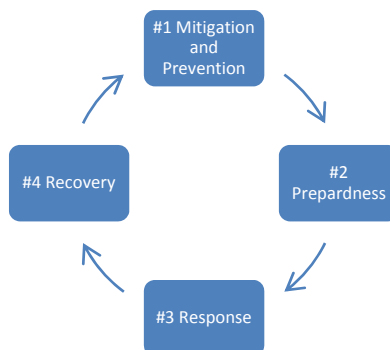 #1 Mitigation
and
Prevention
#2
Prepardness
#3 Response
#4 Recovery